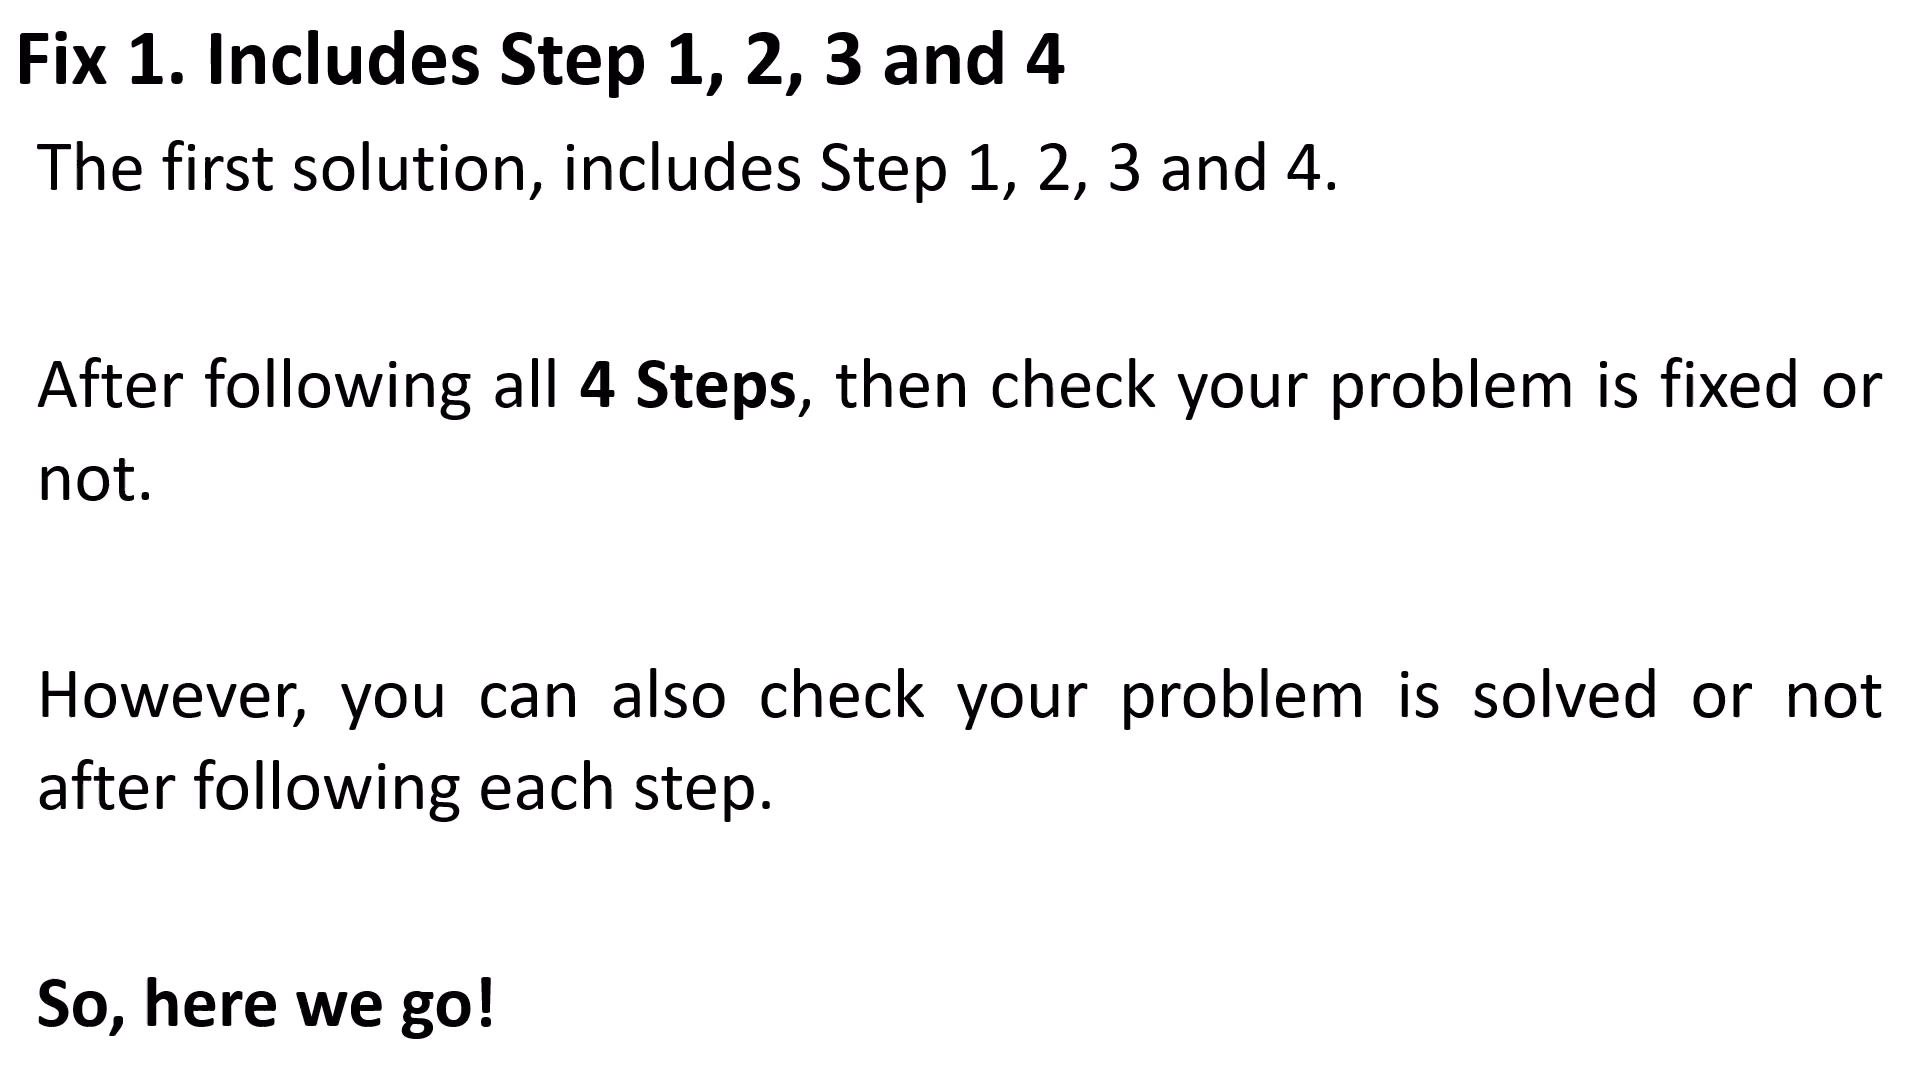 Fix 1. Includes Step 1, 2, 3 and 4
The first solution, includes Step 1, 2, 3 and 4.
After following all 4 Steps, then check your problem is fixed or
not.
However, you can also check your problem is solved or not
after following each step.
So, here we go!